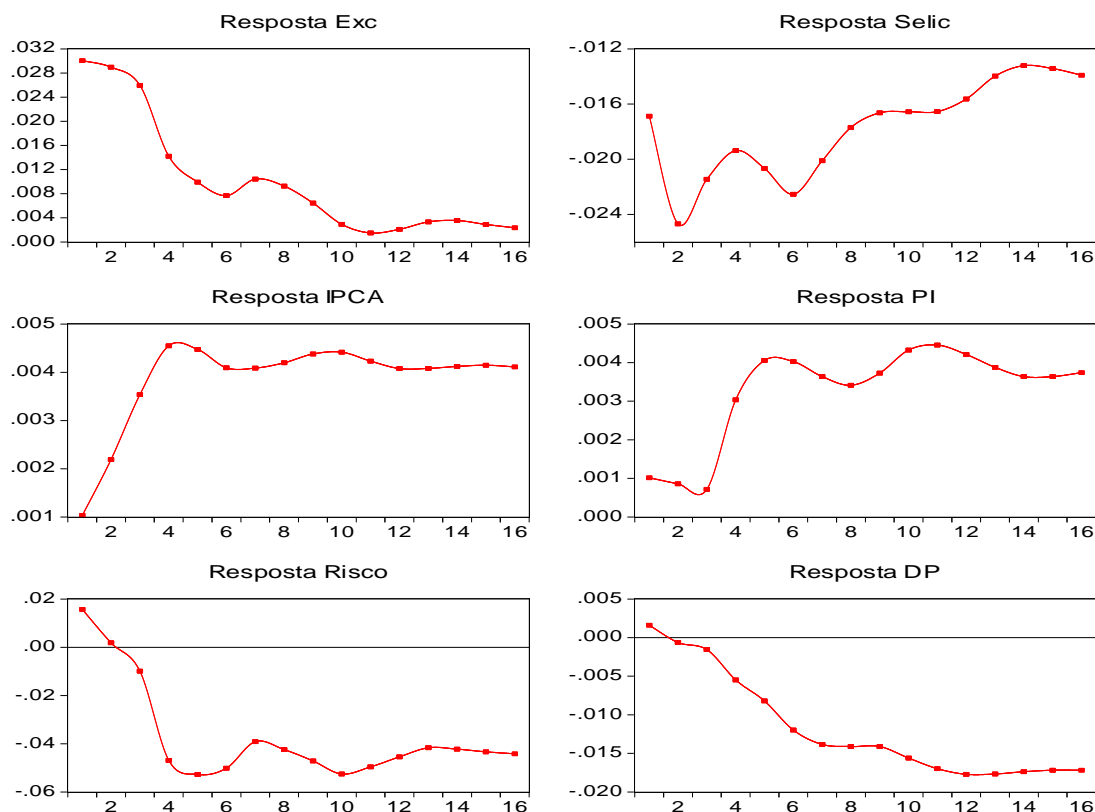 Resposta Exc
.032
.028
.024
.020
.016
.012
.008
.004
.000
2 4 6 8 10 12 14 16
Resposta Selic
-.012
-.016
-.020
-.024
2 4 6 8 10 12 14 16
Resposta IPCA
.005
.004
.003
.002
.001
2 4 6 8 10 12 14 16
Resposta PI
.005
.004
.003
.002
.001
.000
2 4 6 8 10 12 14 16
Resposta Risco
.02
.00
-.02
-.04
-.06
2 4 6 8 10 12 14 16
Resposta DP
.005
.000
-.005
-.010
-.015
-.020
2 4 6 8 10 12 14 16